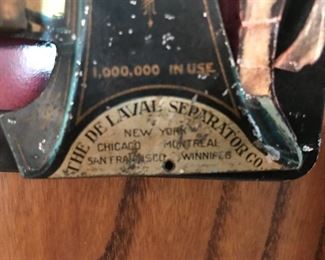 1,000,000 IN USE
THE DE LAVAL SEPARATOR CO.
NEW YORK
CHICAGO MONTREAL
SAN FRANCISCO WINNIPEG